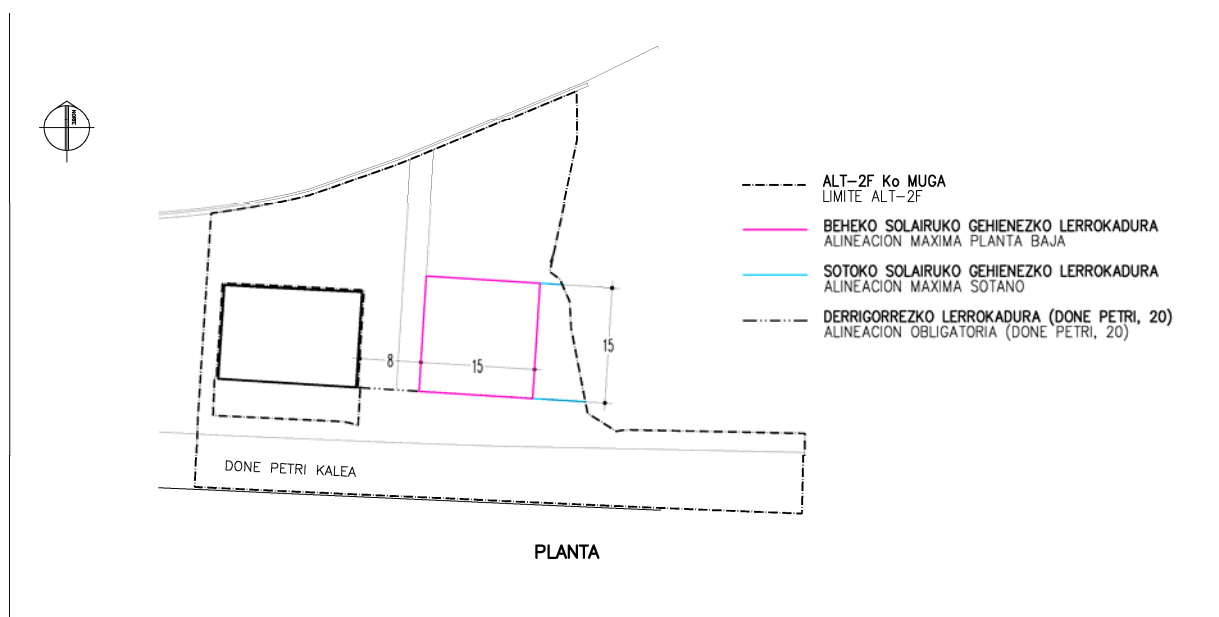 NORTE
ALT-2F Ko MUGA
LIMITE ALT-2F
BEHEKO SOLAIRUKO GEHIENEZKO LERROKADURA
ALINEACION MAXIMA PLANTA BAJA
SOTOKO SOLAIRUKO GEHIENEZKO LERROKADURA
ALINEACION MAXIMA SOTANO
DERRIGORREZKO LERROKADURA (DONE PETRI, 20)
ALINEACION OBLIGATORIA (DONE PETRI, 20)
8
15
15
DONE PETRI KALEA
PLANTA